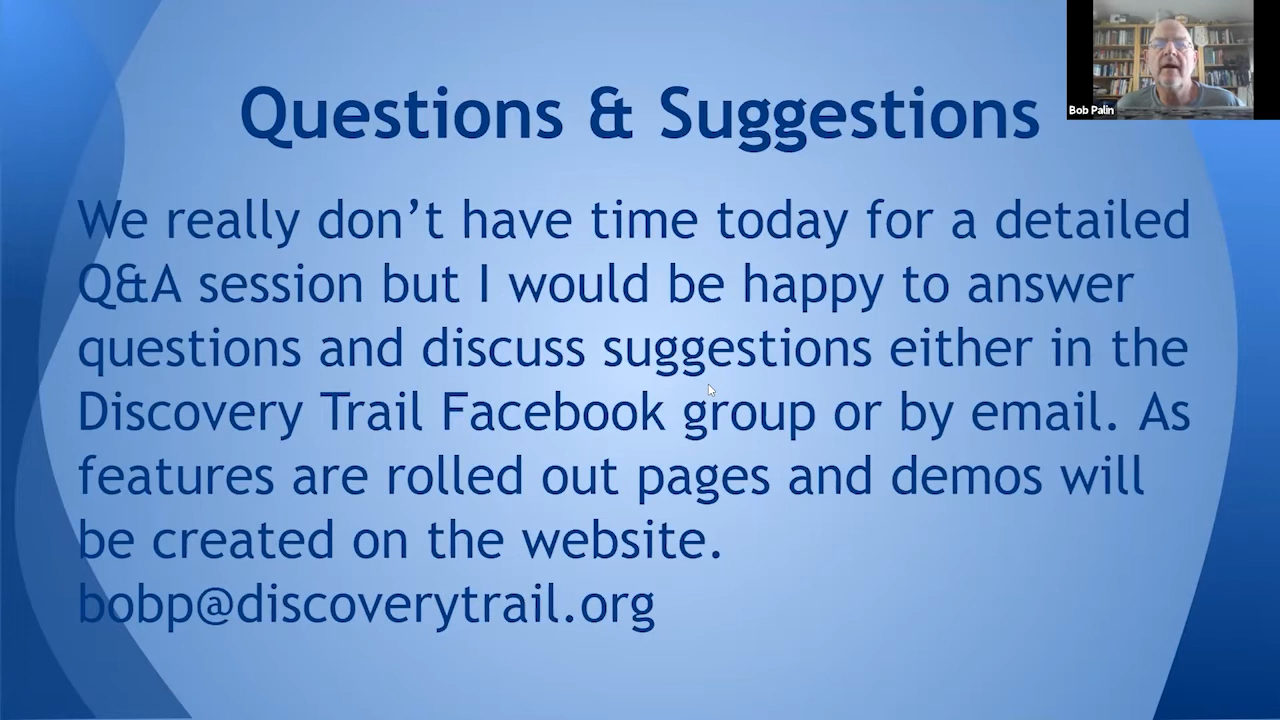 Questions & Suggestions
Bob Palin
We really don’t have time today for a detailed
Q&A session but I would be happy to answer
questions and discuss suggestions either in the
Discovery Trail Facebook group or by email. As
features are rolled out pages and demos will
be created on the website.
bobp@discoverytrail.org